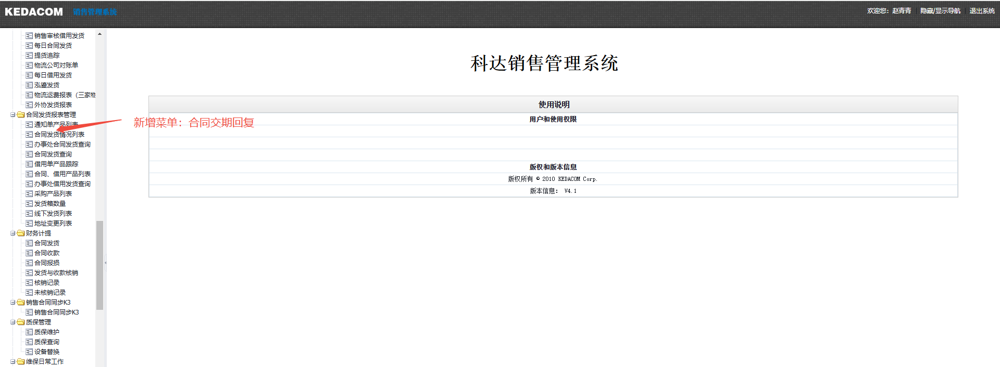 KEDACOM 销售管理系统
欢迎您：赵青青 隐藏/显示导航 退出系统
销售审核借用发货
每日合同发货
提货追踪
物流公司对账单
每日借用发货
泓鎏发货
物流运费报表（三家物
外协发货报表
合同发货报表管理
通知单产品列表
合同发货情况列表
办事处合同发货查询
合同发货查询
借用单产品跟踪
合同、借用产品列表
办事处借用发货查询
采购产品列表
发货箱数量
线下发货列表
地址变更列表
财务计提
合同发货
合同收款
合同报损
发货与收款核销
核销记录
未核销记录
销售合同同步K3
销售合同同步K3
质保管理
质保维护
质保查询
设备替换
维保日常工作
新增菜单：合同交期回复
科达销售管理系统
使用说明
用户和使用权限
版权和版本信息
版权所有 © 2010 KEDACOM Corp.
版本信息： V4.1